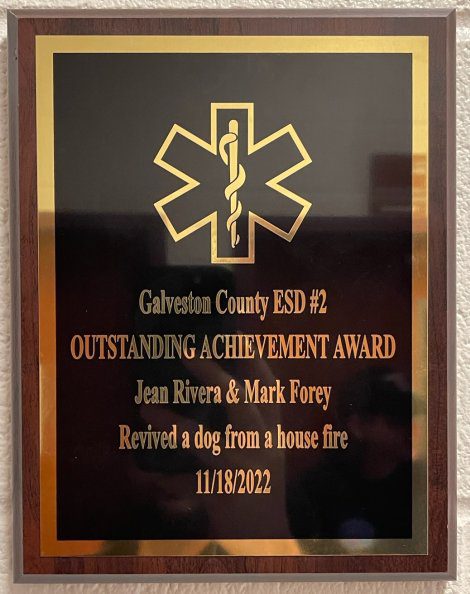 Galveston County ESD #2
OUTSTANDING ACHIEVEMENT AWARD
Jean Rivera & Mark Forey
Revived a dog from a house fire
11/18/2022